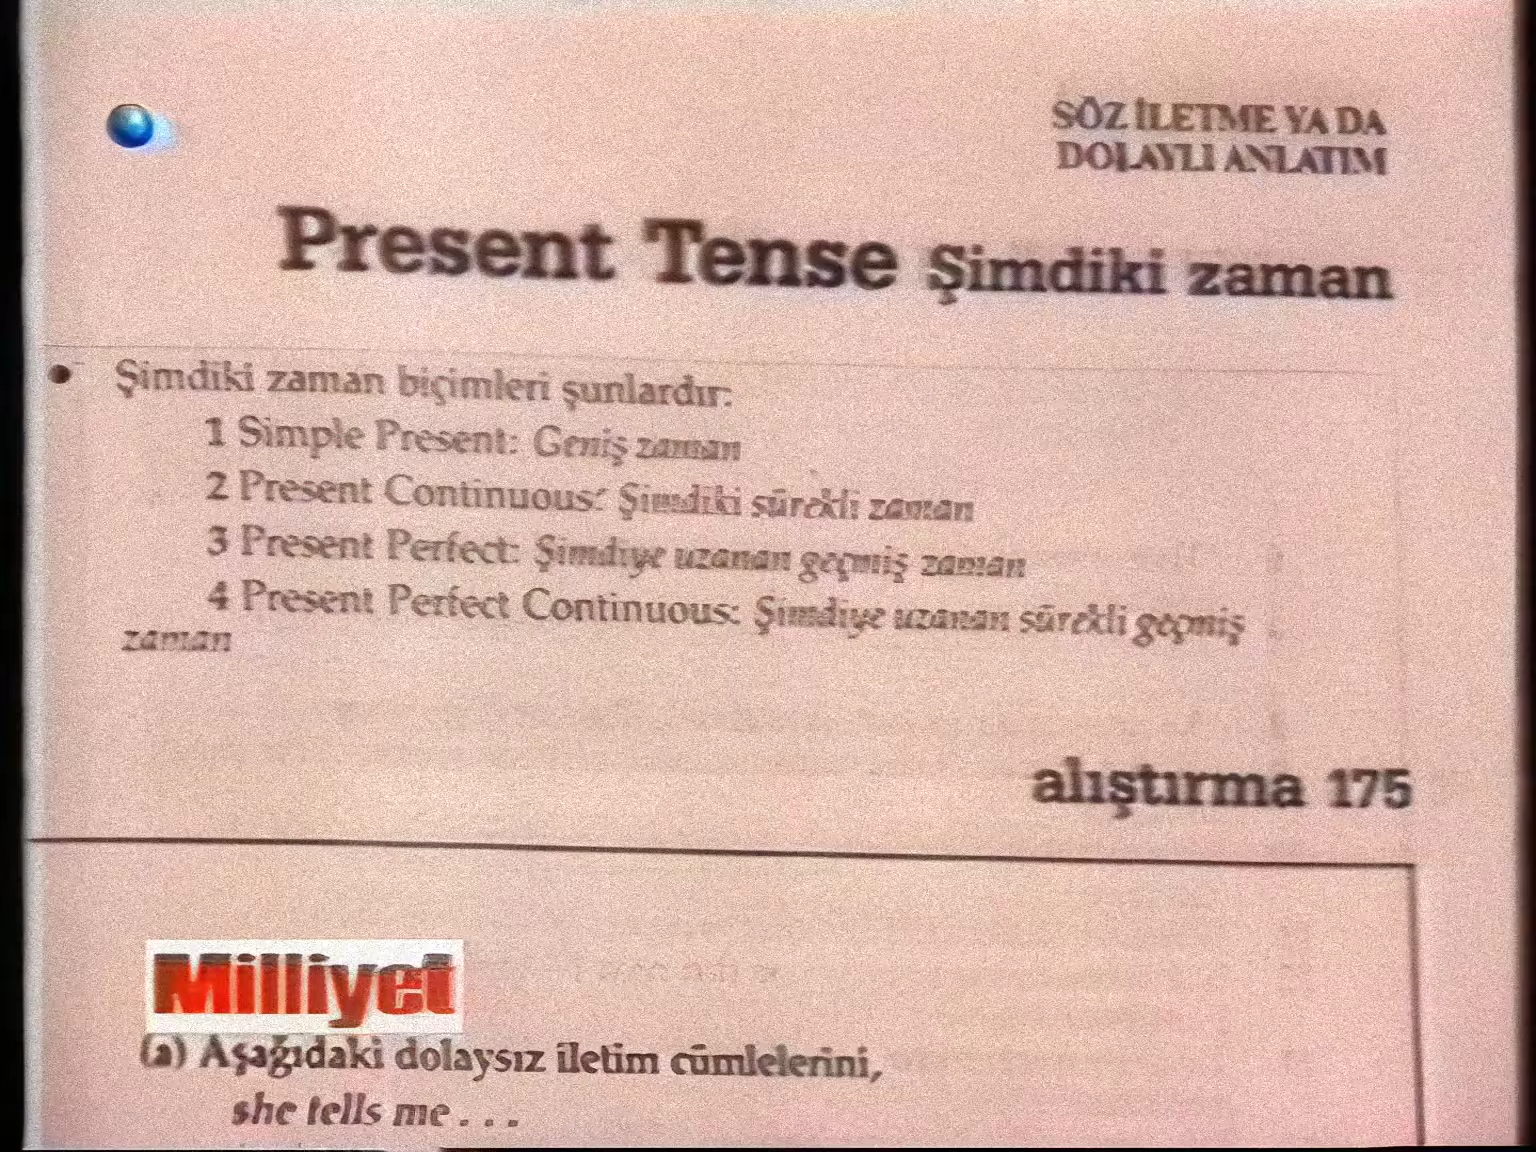 SÖZ İLETME YA DA
DOLAYLI ANLATIM
Present Tense Şimdiki zaman
Şimdiki zaman biçimleri şunlardır:
1 Simple Present: Geniş zaman
2 Present Continuous: Şimdiki sürekli zaman
3 Present Perfect: Şimdiye uzanan geçmiş zaman
4 Present Perfect Continuous: Şimdiye uzanan sürekli geçmiş
zaman
alıştırma 175
Milliyet
(a) Aşağıdaki dolaysız iletim cümlelerini,
she tells me . . .